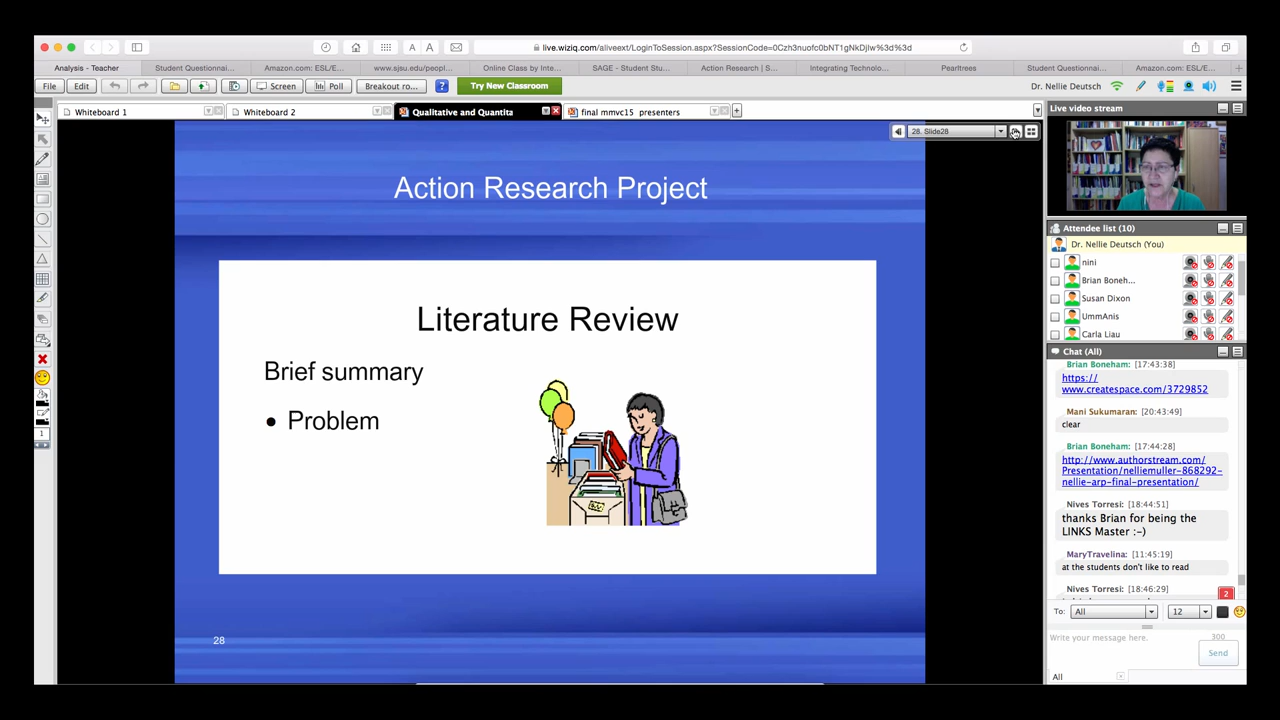 live.wiziq.com/aliveext/LoginToSession.aspx?SessionCode=0Czh3nuofc0bNT1gNkDjlw%3d%3d
A A
Analysis - Teacher
Student Questionnai...
Amazon.com: ESL/E...
www.sjsu/peopl...
Online Class by Inte...
SAGE - Student Stu...
Action Research | S...
Integrating Technolo...
Pearltrees
Student Questionnai...
Amazon.com: ESL/E...
File
Edit
Screen
Poll
Breakout ro...
?
Try New Classroom
Dr. Nellie Deutsch
Whiteboard 1
Whiteboard 2
Qualitative and Quantita
final mmvc15 presenters
28. Slide28
Action Research Project
Literature Review
Brief summary
• Problem
28
Live video stream
Attendee list (10)
Dr. Nellie Deutsch (You)
nini
Brian Boneh...
Susan Dixon
UmmAnis
Carla Liau
Chat (All)
Brian Boneham: [17:43:38]
https://
www.createspace.com/3729852
Mani Sukumaran: [20:43:49]
clear
Brian Boneham: [17:44:28]
http://www.authorstream.com/
Presentation/nelliemuller-868292-
nellie-arp-final-presentation/
Nives Torresi: [18:44:51]
thanks Brian for being the
LINKS Master :-)
MaryTravelina: [11:45:19]
at the students don't like to read
Nives Torresi: [18:46:29]
2
To: All 12
Write your message here.
300
Send
All
1